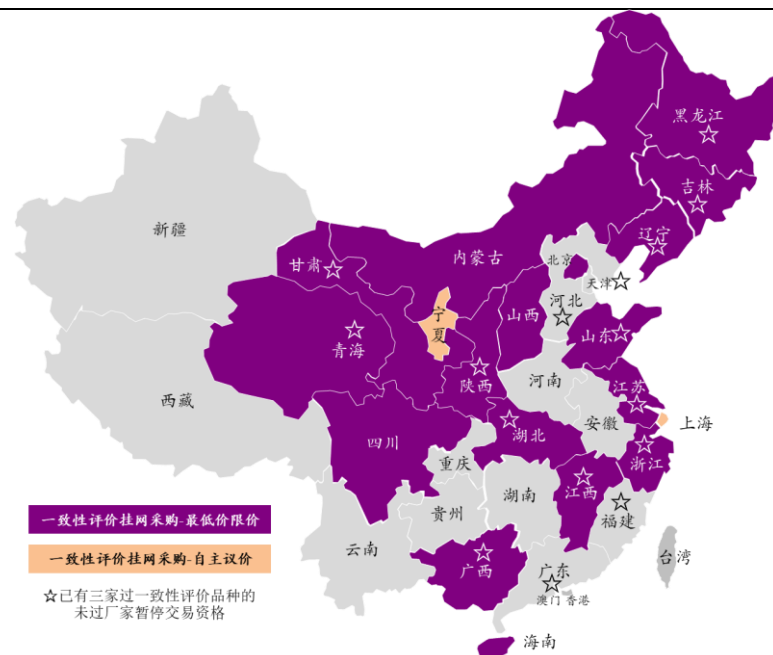 黑龙江
吉林
辽宁
新疆
甘肃
内蒙古
北京
天津
河北
宁
夏
山西
山东
青海
陕西
河南
江苏
西藏
安徽
上海
四川
湖北
浙江
重庆
江西
湖南
贵州
福建
云南
台湾
广西
广东
澳门 香港
海南
一致性评价挂网采购-最低价限价
一致性评价挂网采购-自主议价
☆已有三家过一致性评价品种的
未过厂家暂停交易资格